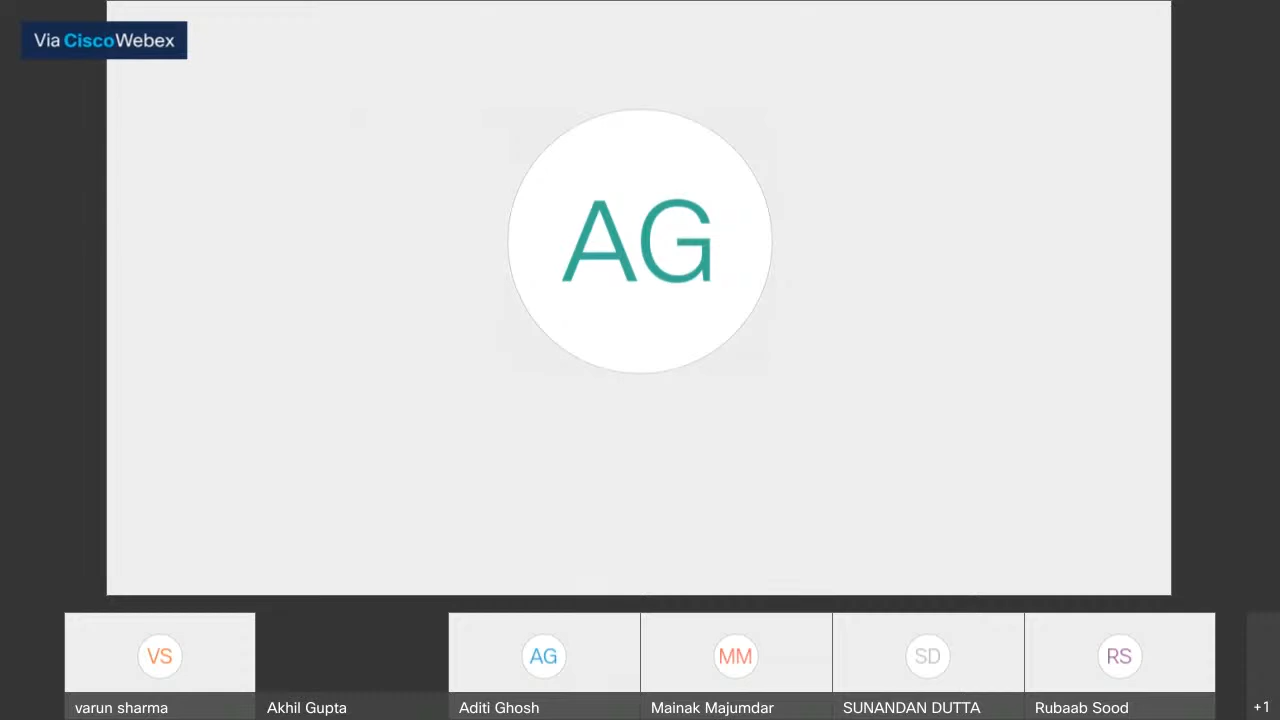 Via CiscoWebex
AG
VS
AG
MM
SD
RS
varun sharma
Akhil Gupta
Aditi Ghosh
Mainak Majumdar
SUNANDAN DUTTA
Rubaab Sood
+1